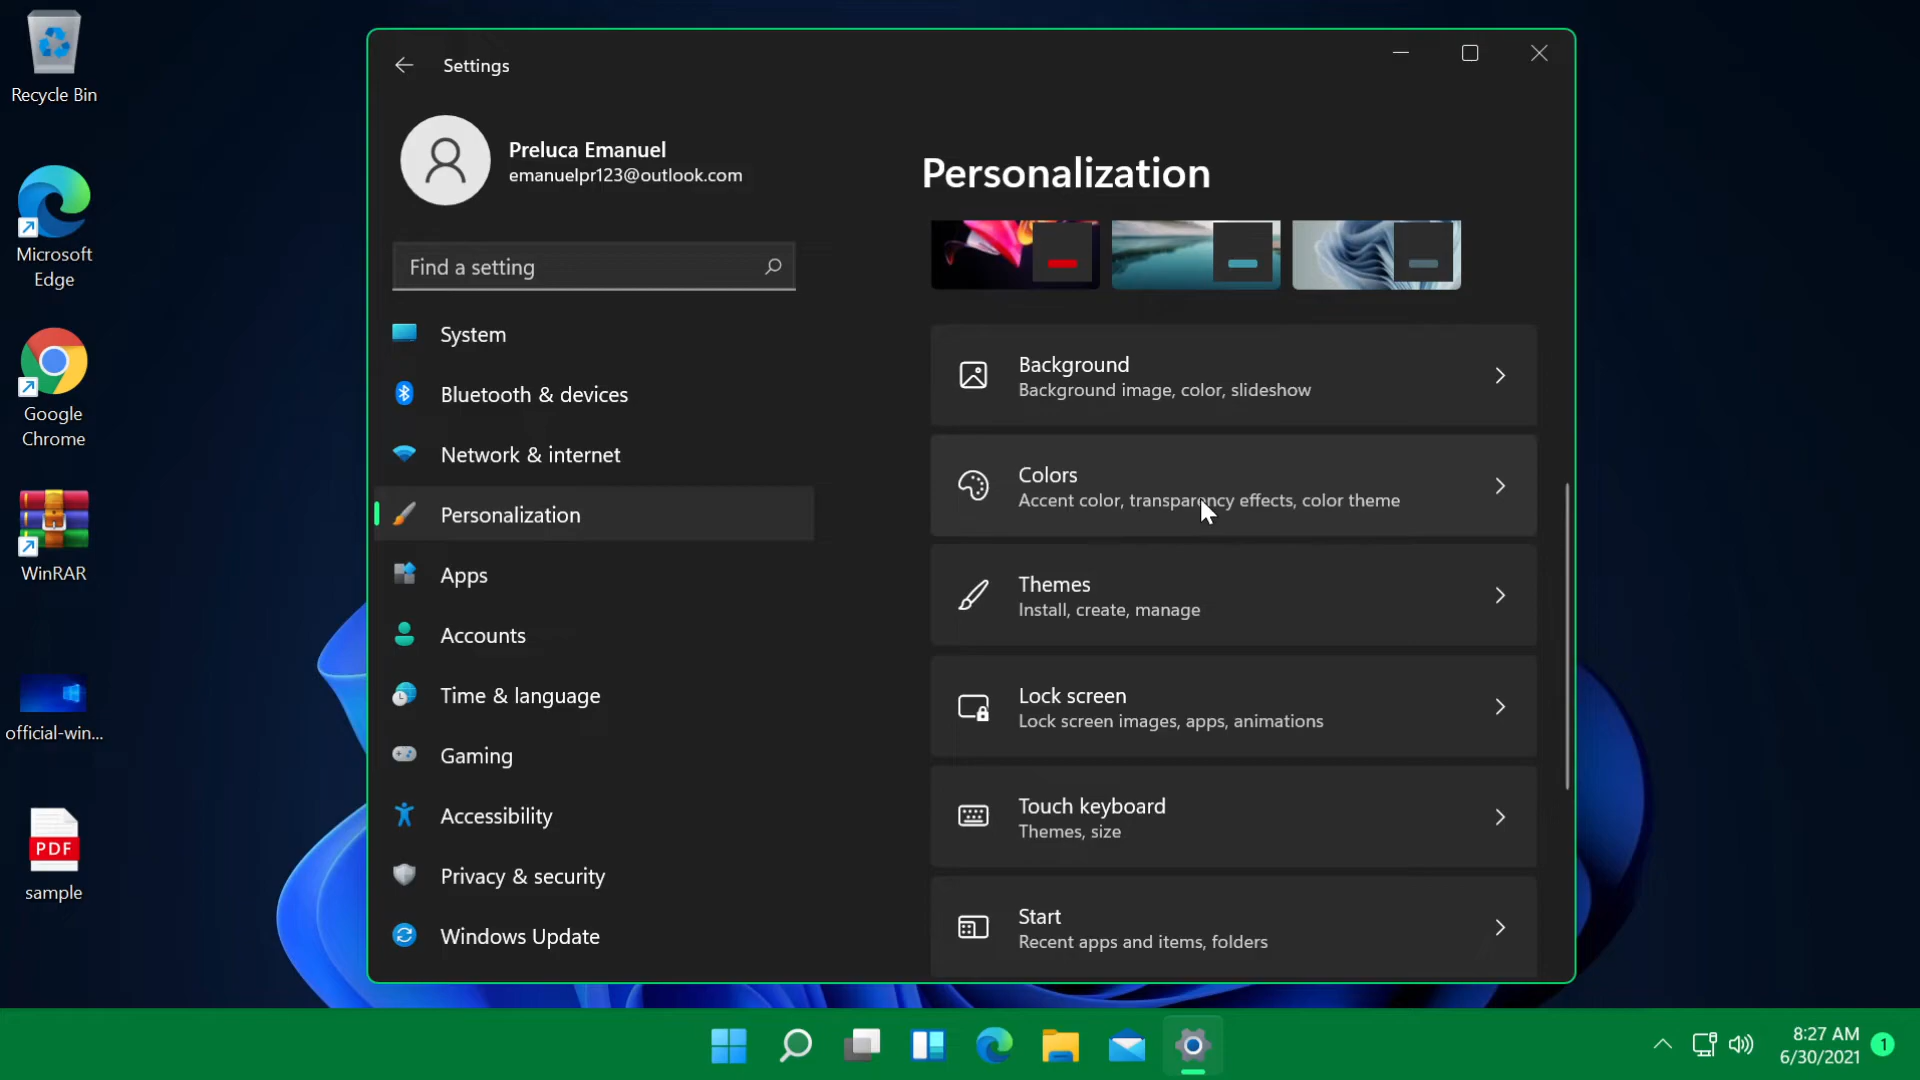 Recycle Bin
Microsoft
Edge
Google
Chrome
WinRAR
official-win...
PDF
sample
Settings
Preluca Emanuel
emanuelpr123@outlook.com
Find a setting
System
Bluetooth & devices
Network & internet
Personalization
Apps
Accounts
Time & language
Gaming
Accessibility
Privacy & security
Windows Update
Personalization
Background
Background image, color, slideshow
Colors
Accent color, transparency effects, color theme
Themes
Install, create, manage
Lock screen
Lock screen images, apps, animations
Touch keyboard
Themes, size
Start
Recent apps and items, folders
8:27 AM
6/30/2021
1